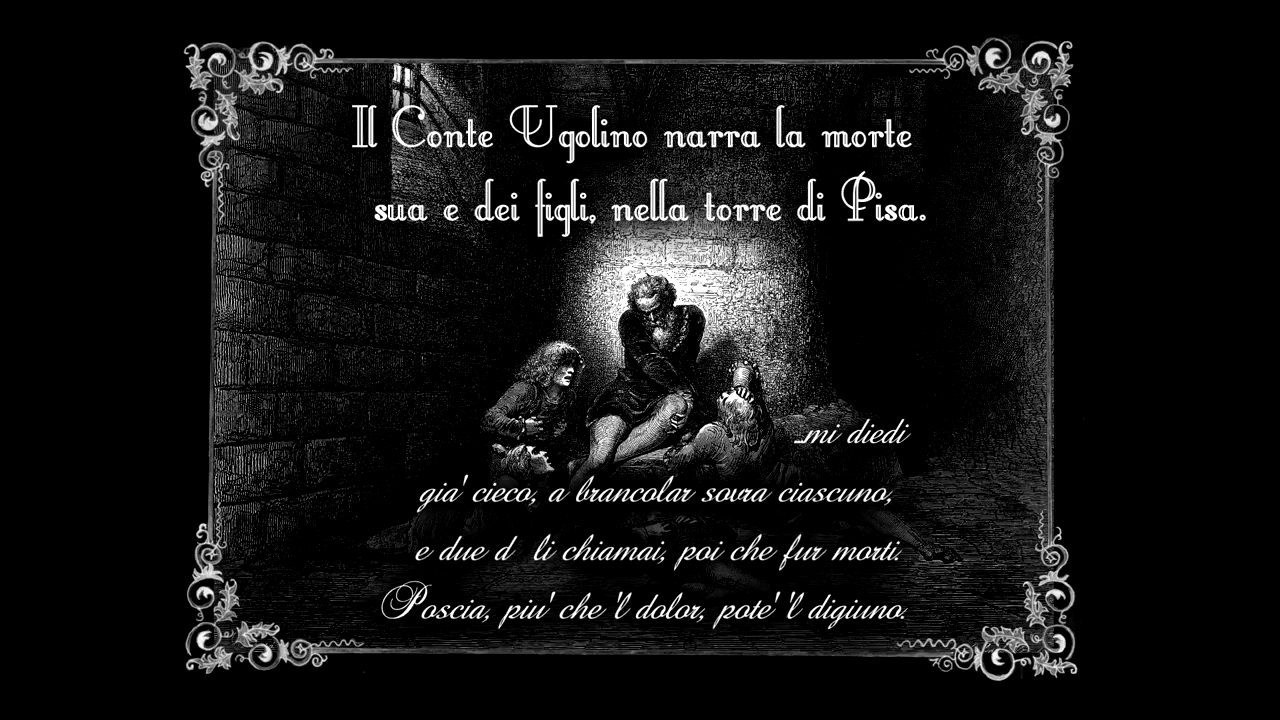 Il Conte Ugolino narra la morte
sua e dei figli, nella torre di Pisa.
...mi diedi
gia' cieco, a brancolar sovra ciascuno,
e due d li chiamai, poi che fur morti:
Poscia, piu' che 'l dolor, pote' 'l digiuno.